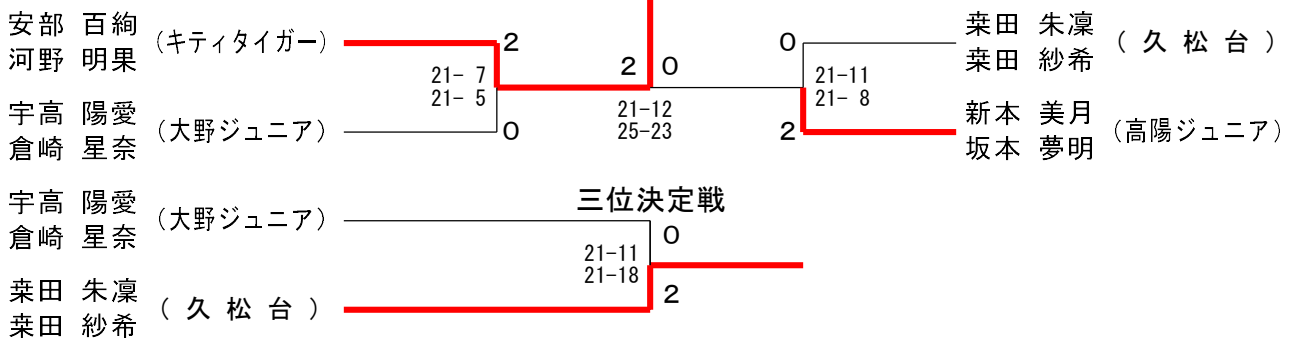 安部 百絢
河野 明果
(キティタイガー)
2
21- 7
21- 5
宇高 陽愛
倉崎 星奈
(大野ジュニア)
0
2 0
21-12
25-23
0
21-11
21- 8
2
桒田 朱凜
桒田 紗希
( 久 松 台 )
新本 美月
坂本 夢明
(高陽ジュニア)
三位決定戦
宇高 陽愛
倉崎 星奈
(大野ジュニア)
0
21-11
21-18
2
桒田 朱凜
桒田 紗希
( 久 松 台 )